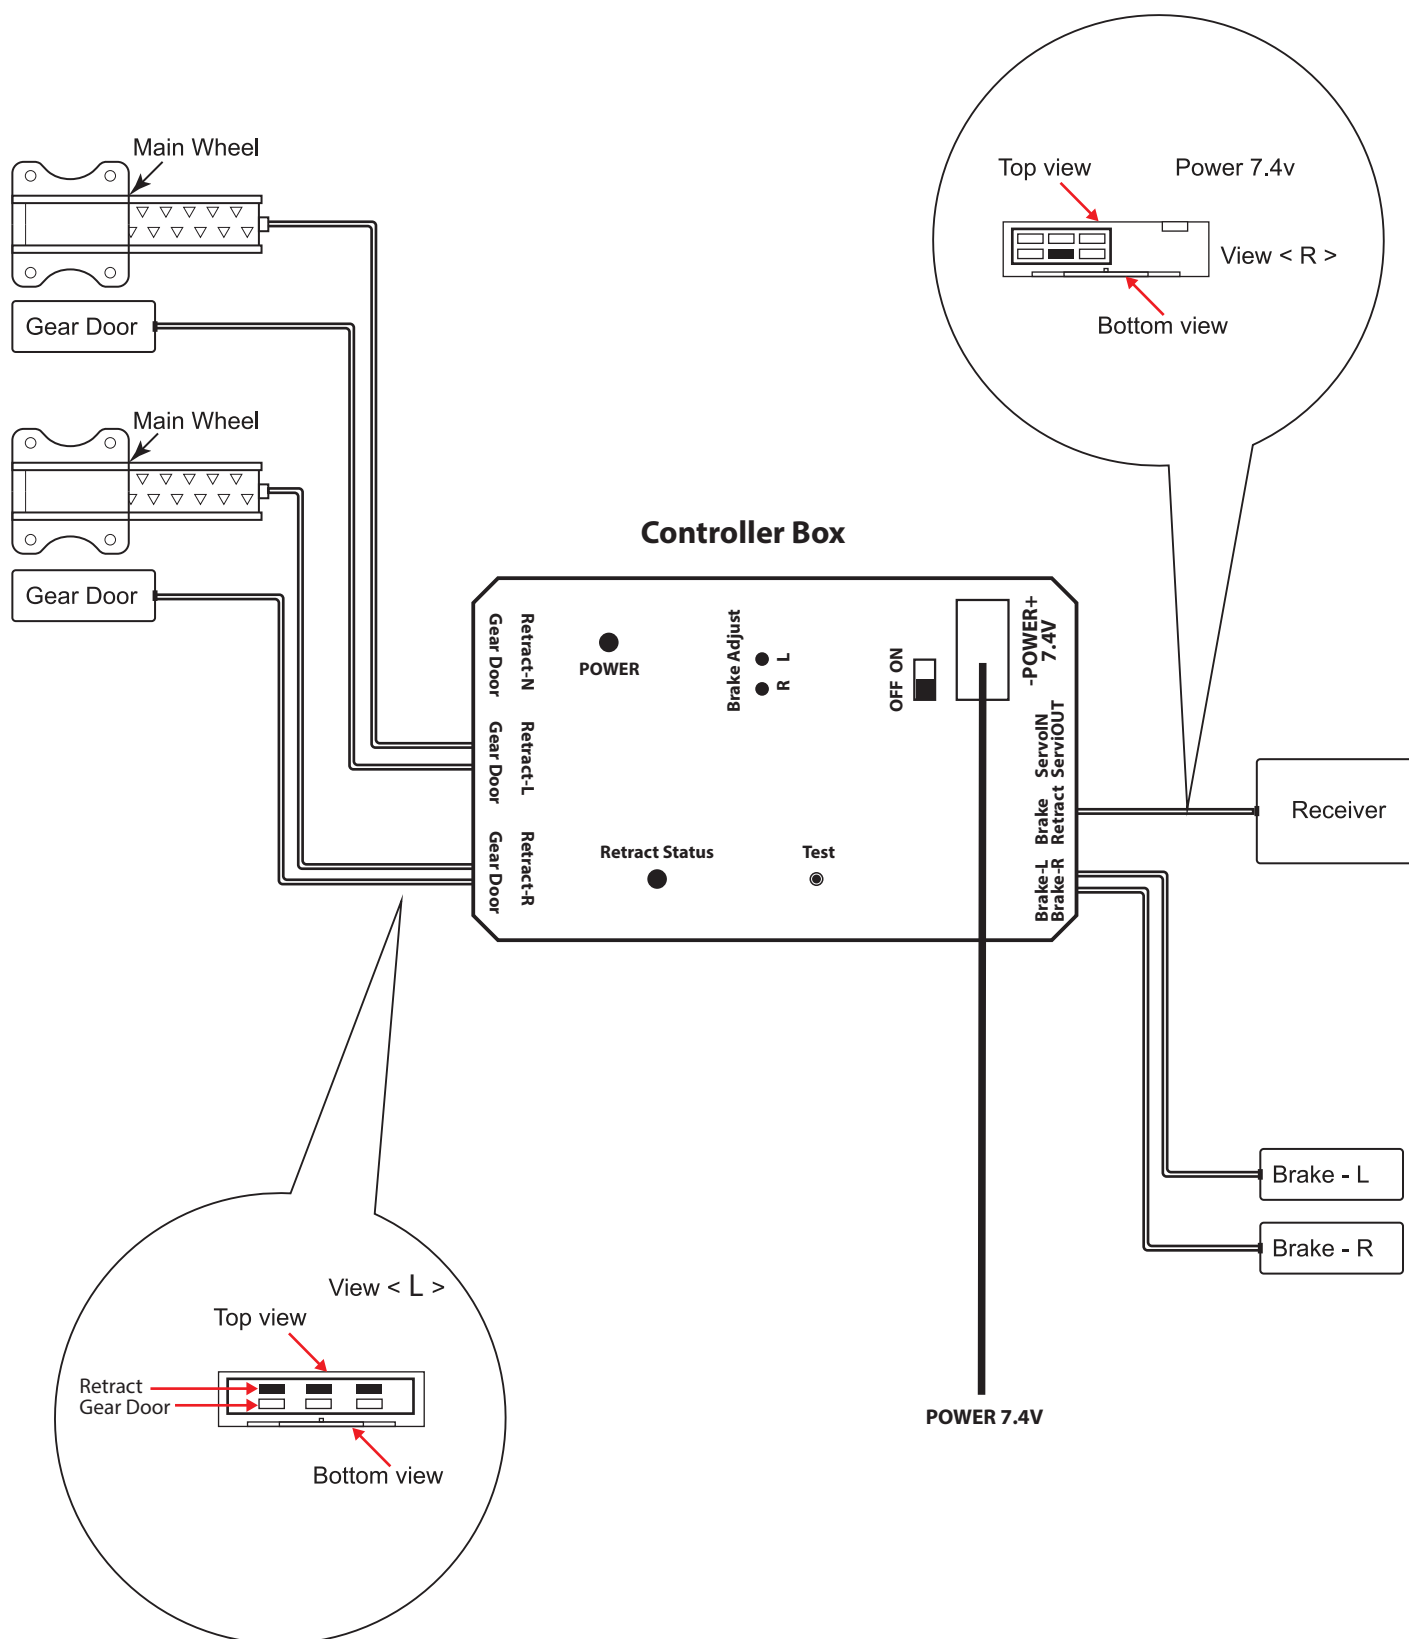 Main Wheel
Gear Door
Main Wheel
Gear Door
Top view
Power 7.4v
View < R >
Bottom view
Controller Box
Gear Door
Retract-N
Gear Door
Retract-L
Gear Door
Retract-R
POWER
Brake Adjust
R L
OFF ON
-POWER+
7.4V
ServoIN
ServiOUT
Brake
Retract
Brake-L
Brake-R
Retract Status
Test
Receiver
Brake - L
Brake - R
POWER 7.4V
View < L >
Top view
Retract
Gear Door
Bottom view